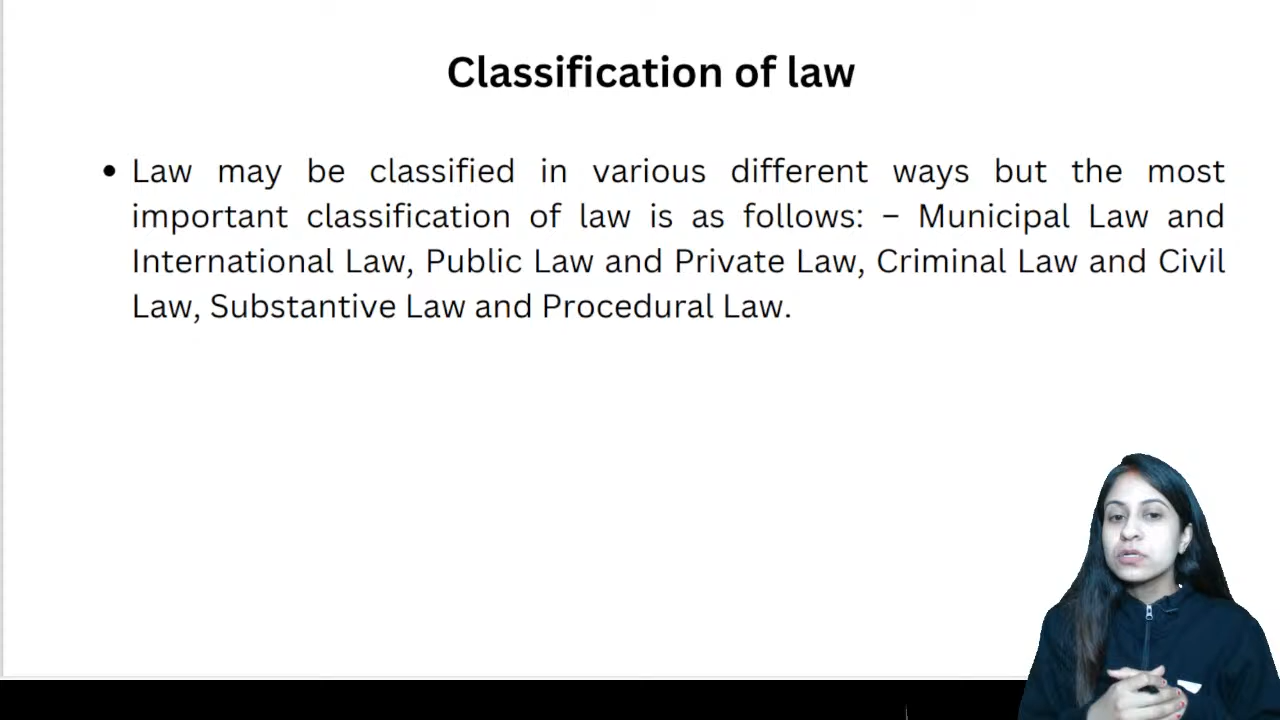 Classification of law
• Law may be classified in various different ways but the most
important classification of law is as follows: – Municipal Law and
International Law, Public Law and Private Law, Criminal Law and Civil
Law, Substantive Law and Procedural Law.